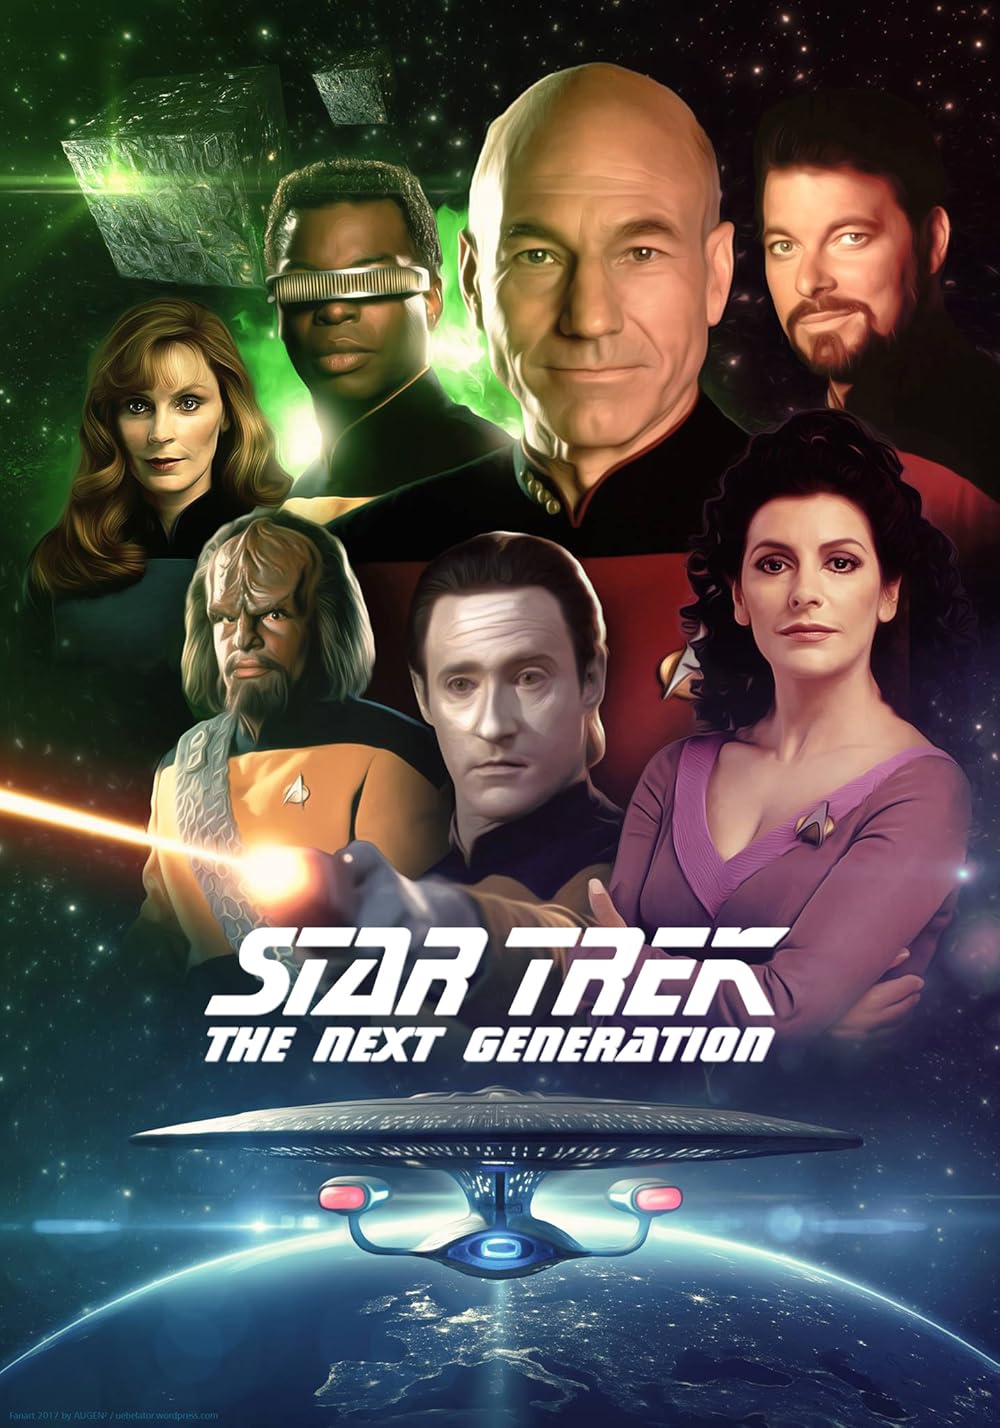 STAR TREK
THE NEXT GENERATION
Fanart 2017 by AUGEN² / uebelator.wordpress.com